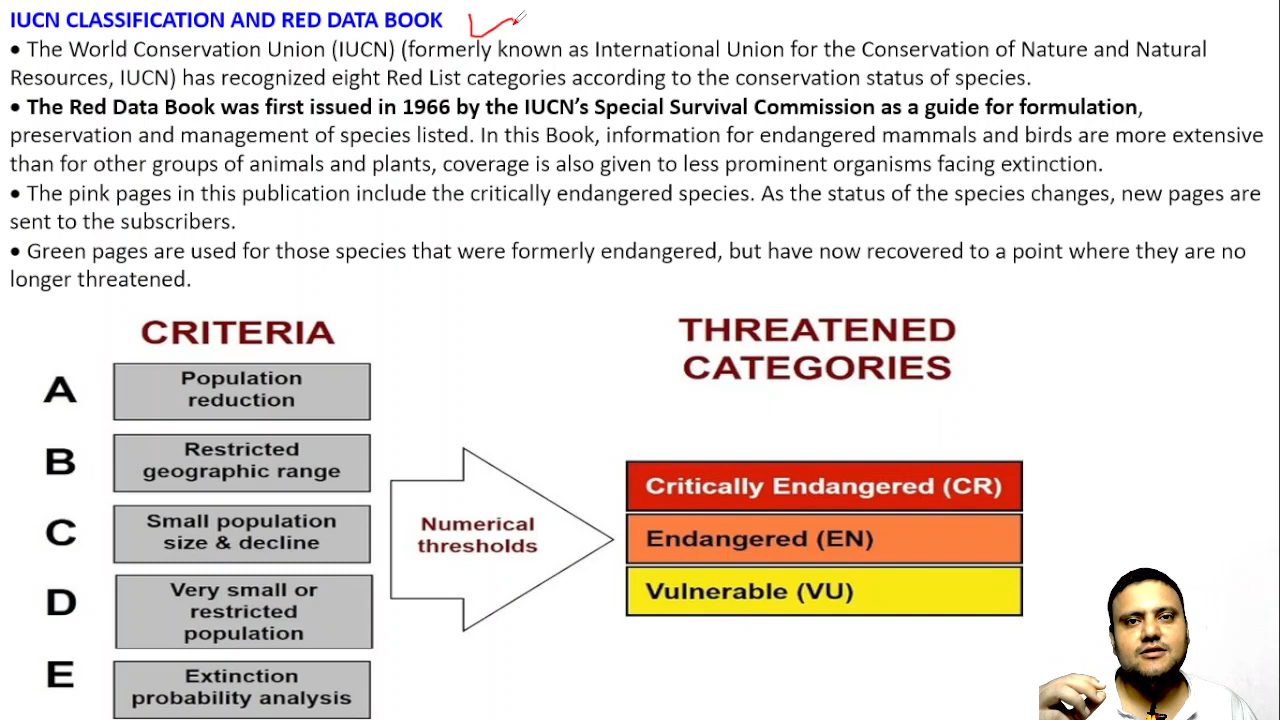 IUCN CLASSIFICATION AND RED DATA BOOK
• The World Conservation Union (IUCN) (formerly known as International Union for the Conservation of Nature and Natural
Resources, IUCN) has recognized eight Red List categories according to the conservation status of species.
• The Red Data Book was first issued in 1966 by the IUCN’s Special Survival Commission as a guide for formulation,
preservation and management of species listed. In this Book, information for endangered mammals and birds are more extensive
than for other groups of animals and plants, coverage is also given to less prominent organisms facing extinction.
• The pink pages in this publication include the critically endangered species. As the status of the species changes, new pages are
sent to the subscribers.
• Green pages are used for those species that were formerly endangered, but have now recovered to a point where they are no
longer threatened.
CRITERIA
A
Population
reduction
B
Restricted
geographic range
C
Small population
size & decline
D
Very small or
restricted
population
E
Extinction
probability analysis
Numerical
thresholds
THREATENED
CATEGORIES
Critically Endangered (CR)
Endangered (EN)
Vulnerable (VU)